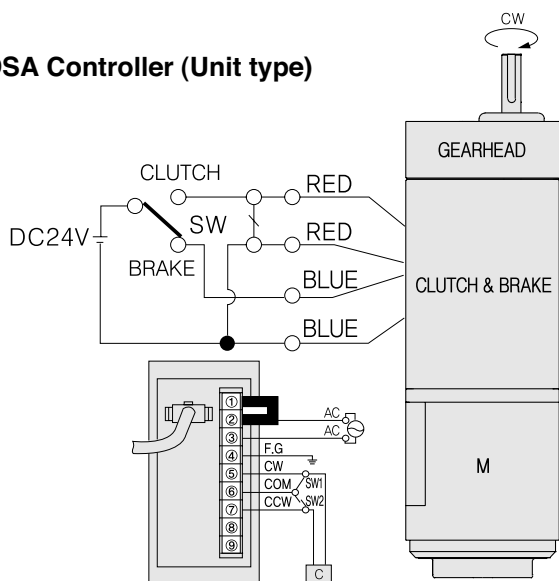 SA Controller (Unit type)
CW
GEARHEAD
CLUTCH
RED
SW
DC24V
RED
BRAKE
BLUE
CLUTCH & BRAKE
BLUE
①
② AC
③ AC
④ F.G
⑤ CW
⑥ COM SW1
⑦ CCW SW2
⑧
⑨
M
C